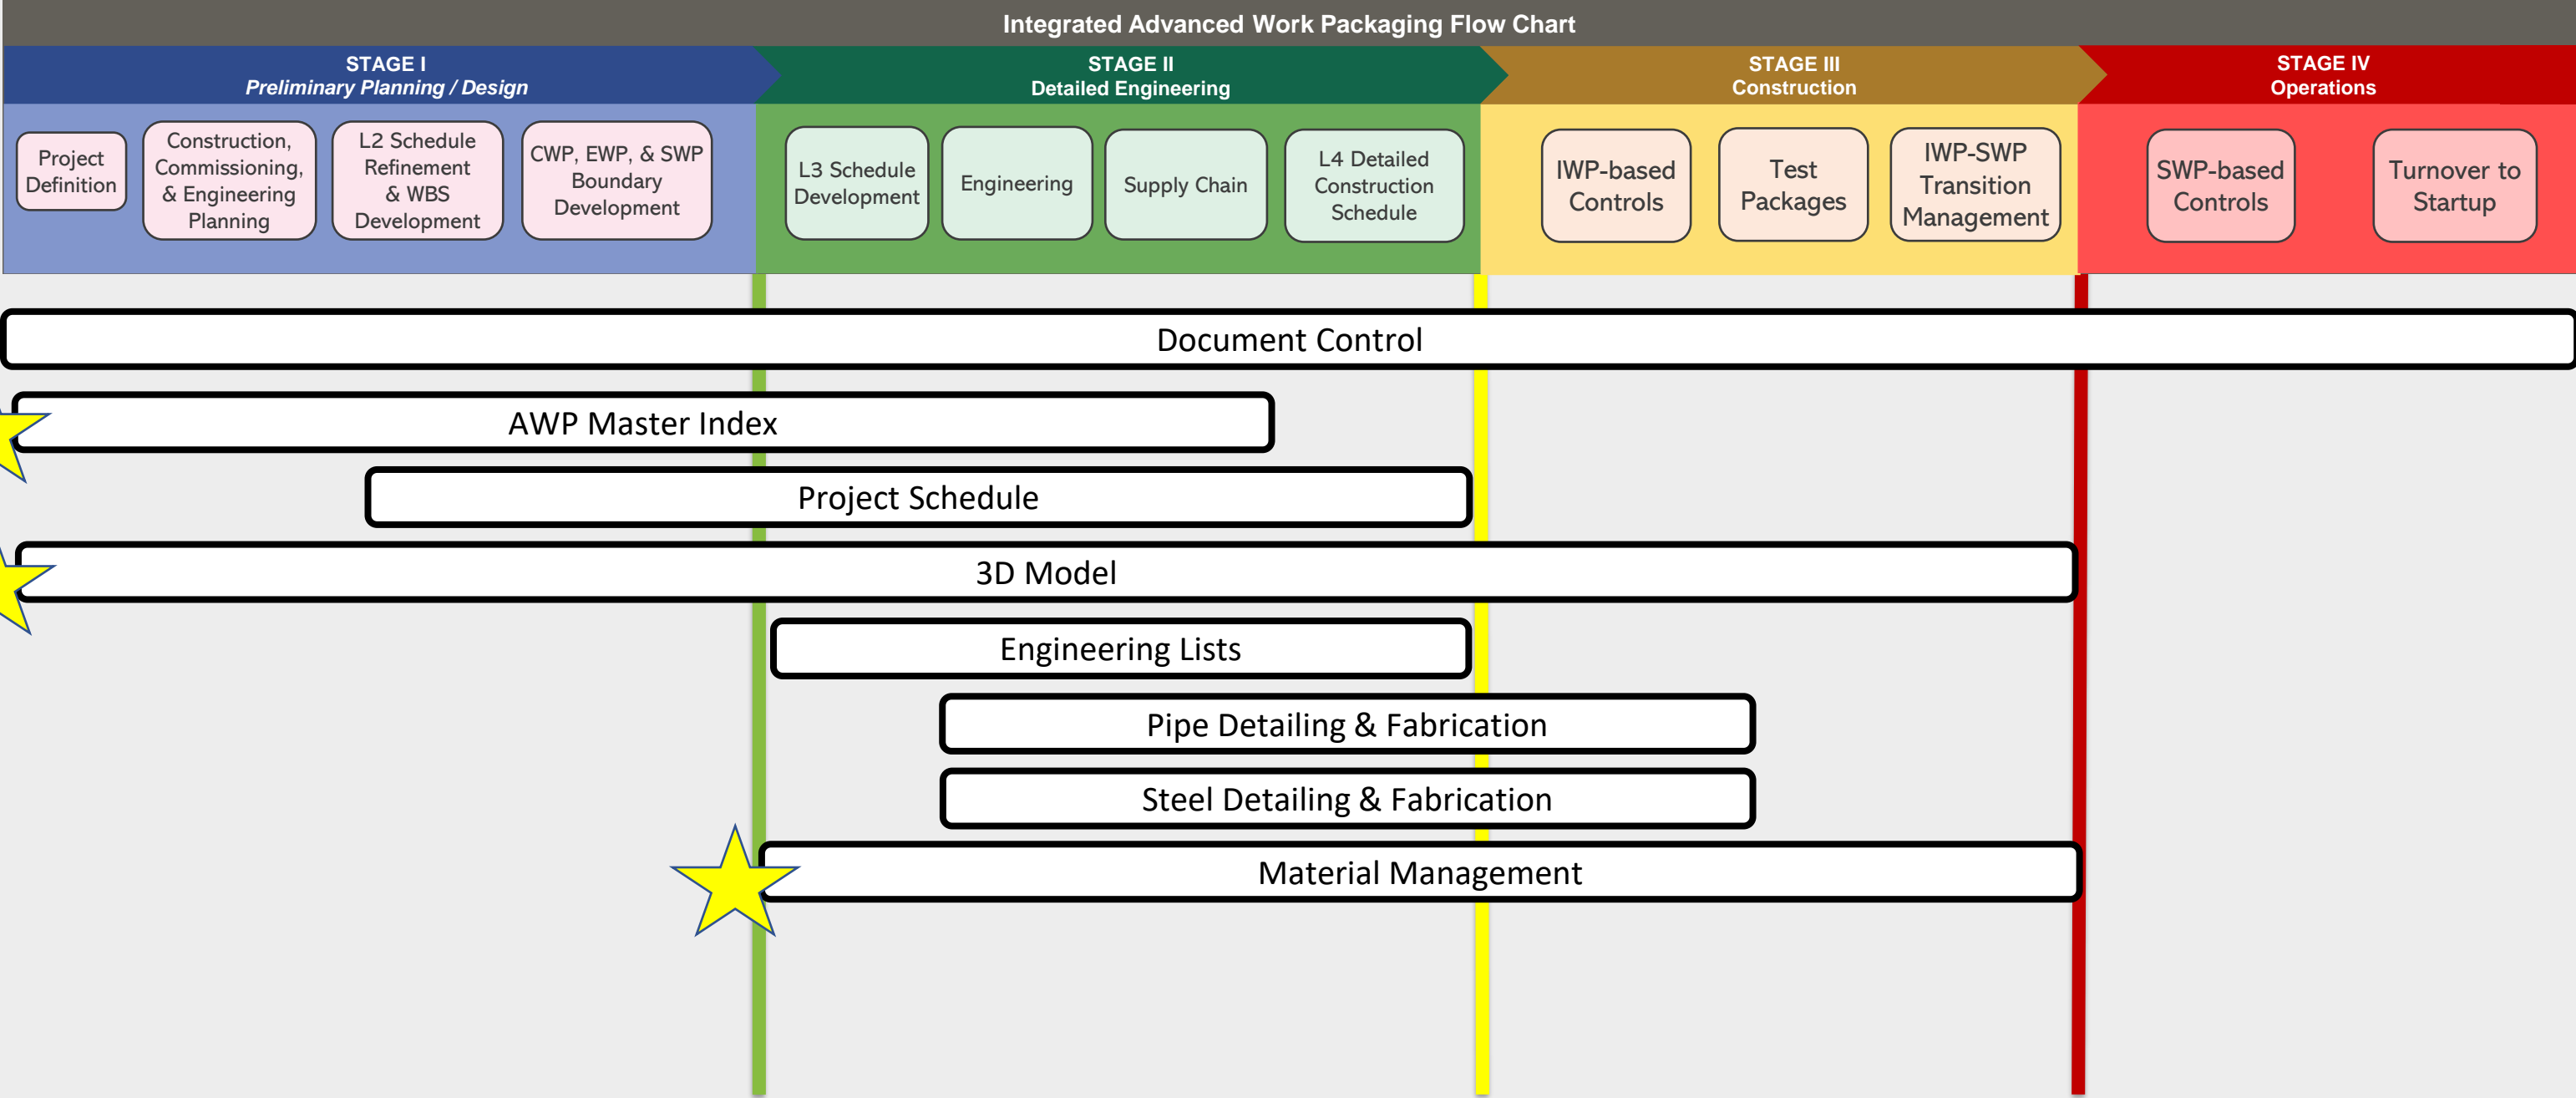 Integrated Advanced Work Packaging Flow Chart
STAGE I
Preliminary Planning / Design
STAGE II
Detailed Engineering
STAGE III
Construction
STAGE IV
Operations
Project
Definition
Construction,
Commissioning,
& Engineering
Planning
L2 Schedule
Refinement
& WBS
Development
CWP, EWP, & SWP
Boundary
Development
L3 Schedule
Development
Engineering
Supply Chain
L4 Detailed
Construction
Schedule
IWP-based
Controls
Test
Packages
IWP-SWP
Transition
Management
SWP-based
Controls
Turnover to
Startup
Document Control
AWP Master Index
Project Schedule
3D Model
Engineering Lists
Pipe Detailing & Fabrication
Steel Detailing & Fabrication
Material Management